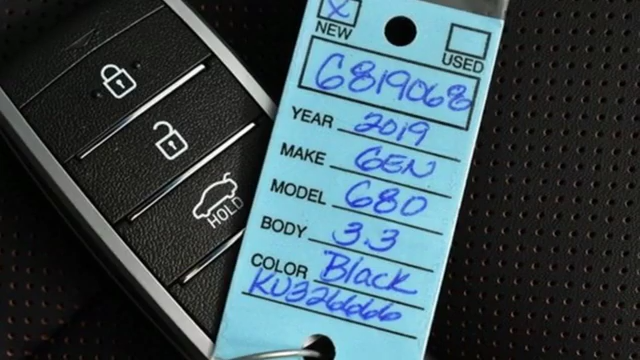 X
NEW
USED
6819068
YEAR 2019
MAKE GEN
MODEL G80
BODY 3.3
COLOR Black
KU326666
HOLD